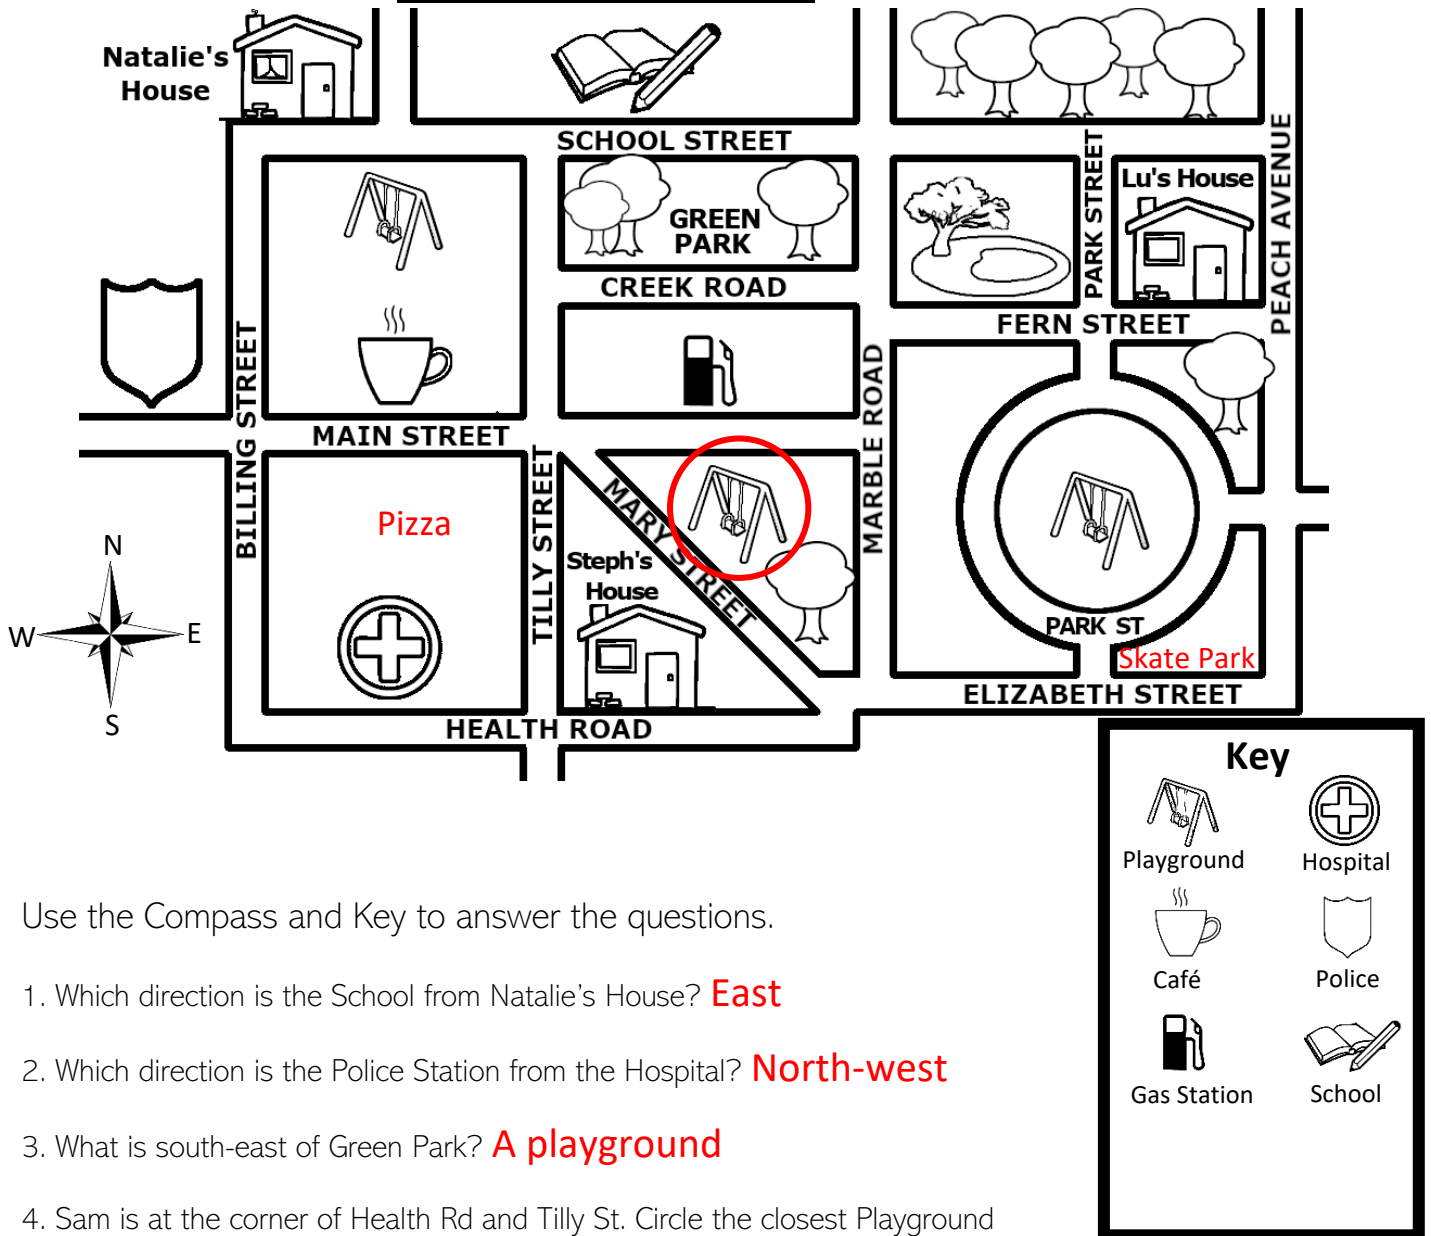 Natalie's
House
SCHOOL STREET
GREEN
PARK
CREEK ROAD
PARK STREET
Lu's House
PEACH AVENUE
FERN STREET
BILLING STREET
MAIN STREET
TILLY STREET
MARY STREET
MARBLE ROAD
Pizza
Steph's
House
N
W
E
S
PARK ST
Skate Park
ELIZABETH STREET
HEALTH ROAD
Key
Playground
Hospital
Café
Police
Gas Station
School
Use the Compass and Key to answer the questions.
1. Which direction is the School from Natalie's House? East
2. Which direction is the Police Station from the Hospital? North-west
3. What is south-east of Green Park? A playground
4. Sam is at the corner of Health Rd and Tilly St. Circle the closest Playground